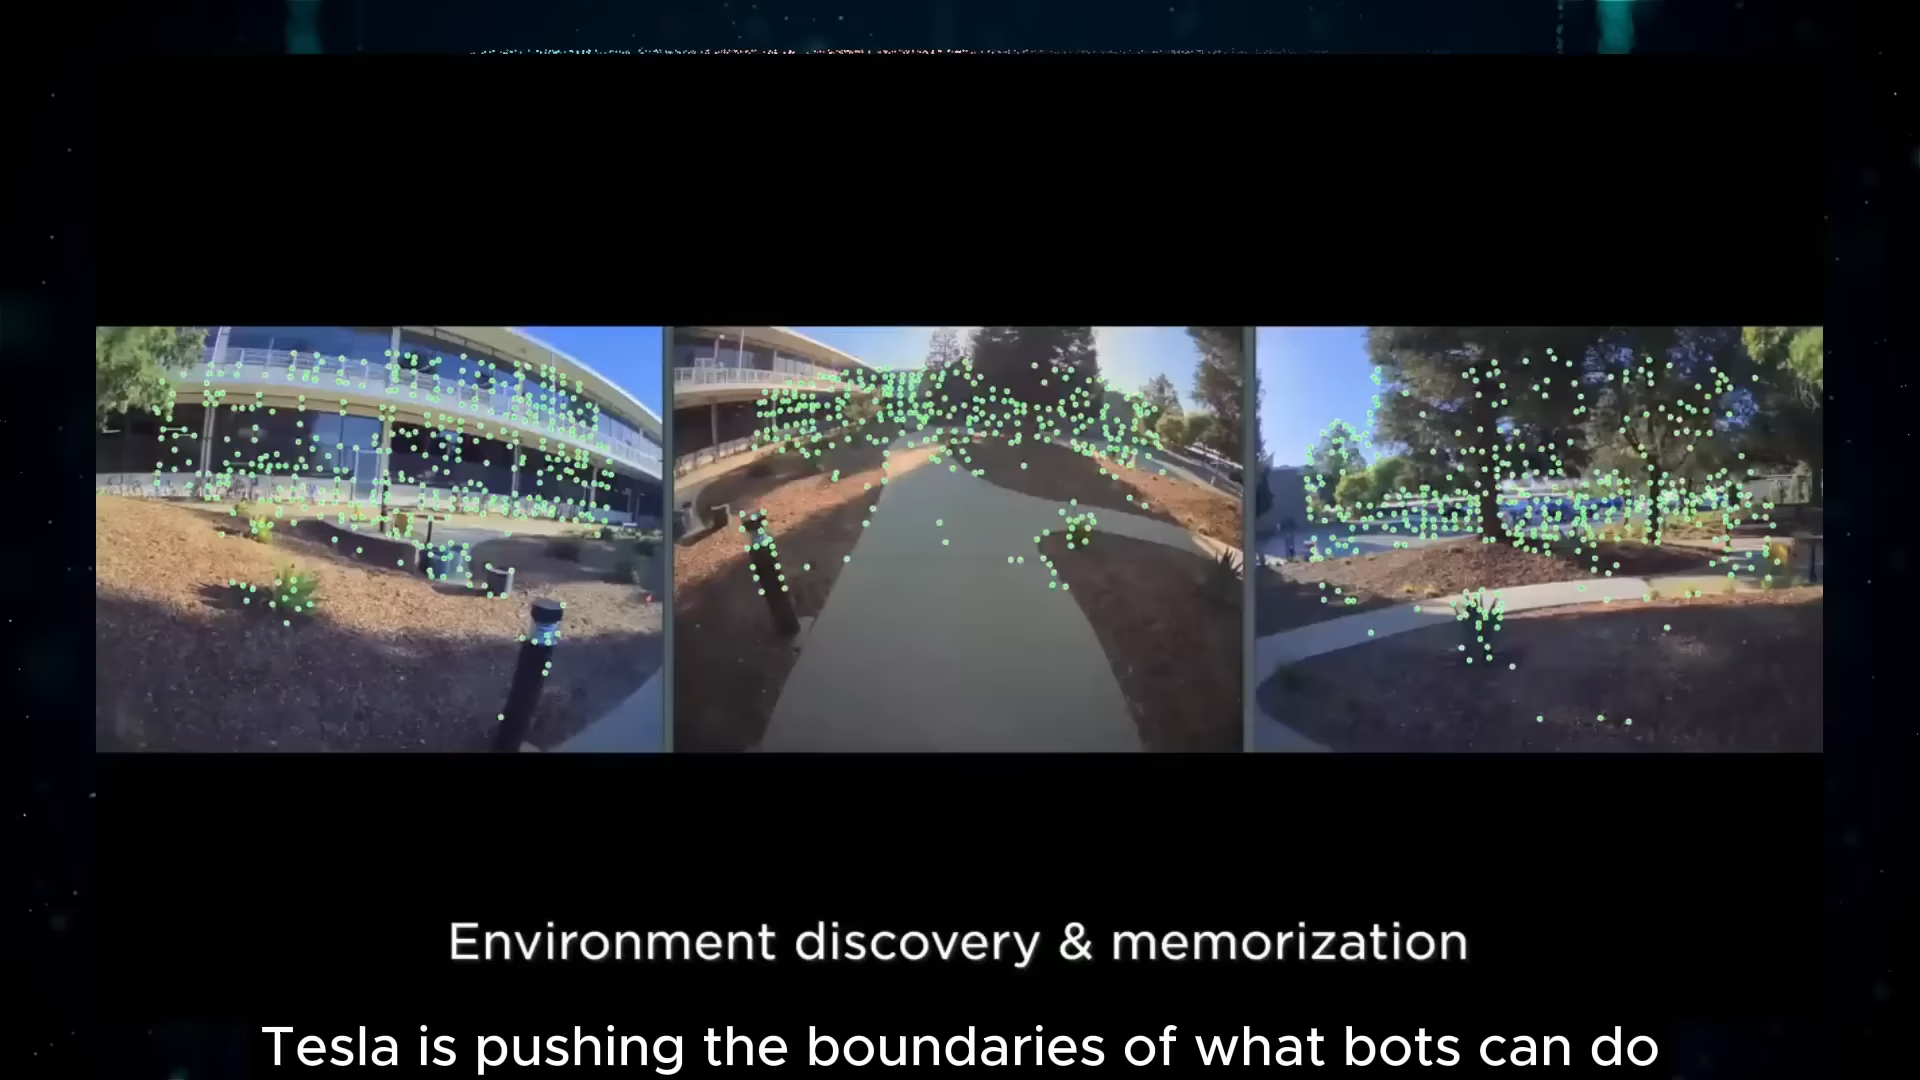 Environment discovery & memorization
Tesla is pushing the boundaries of what bots can do